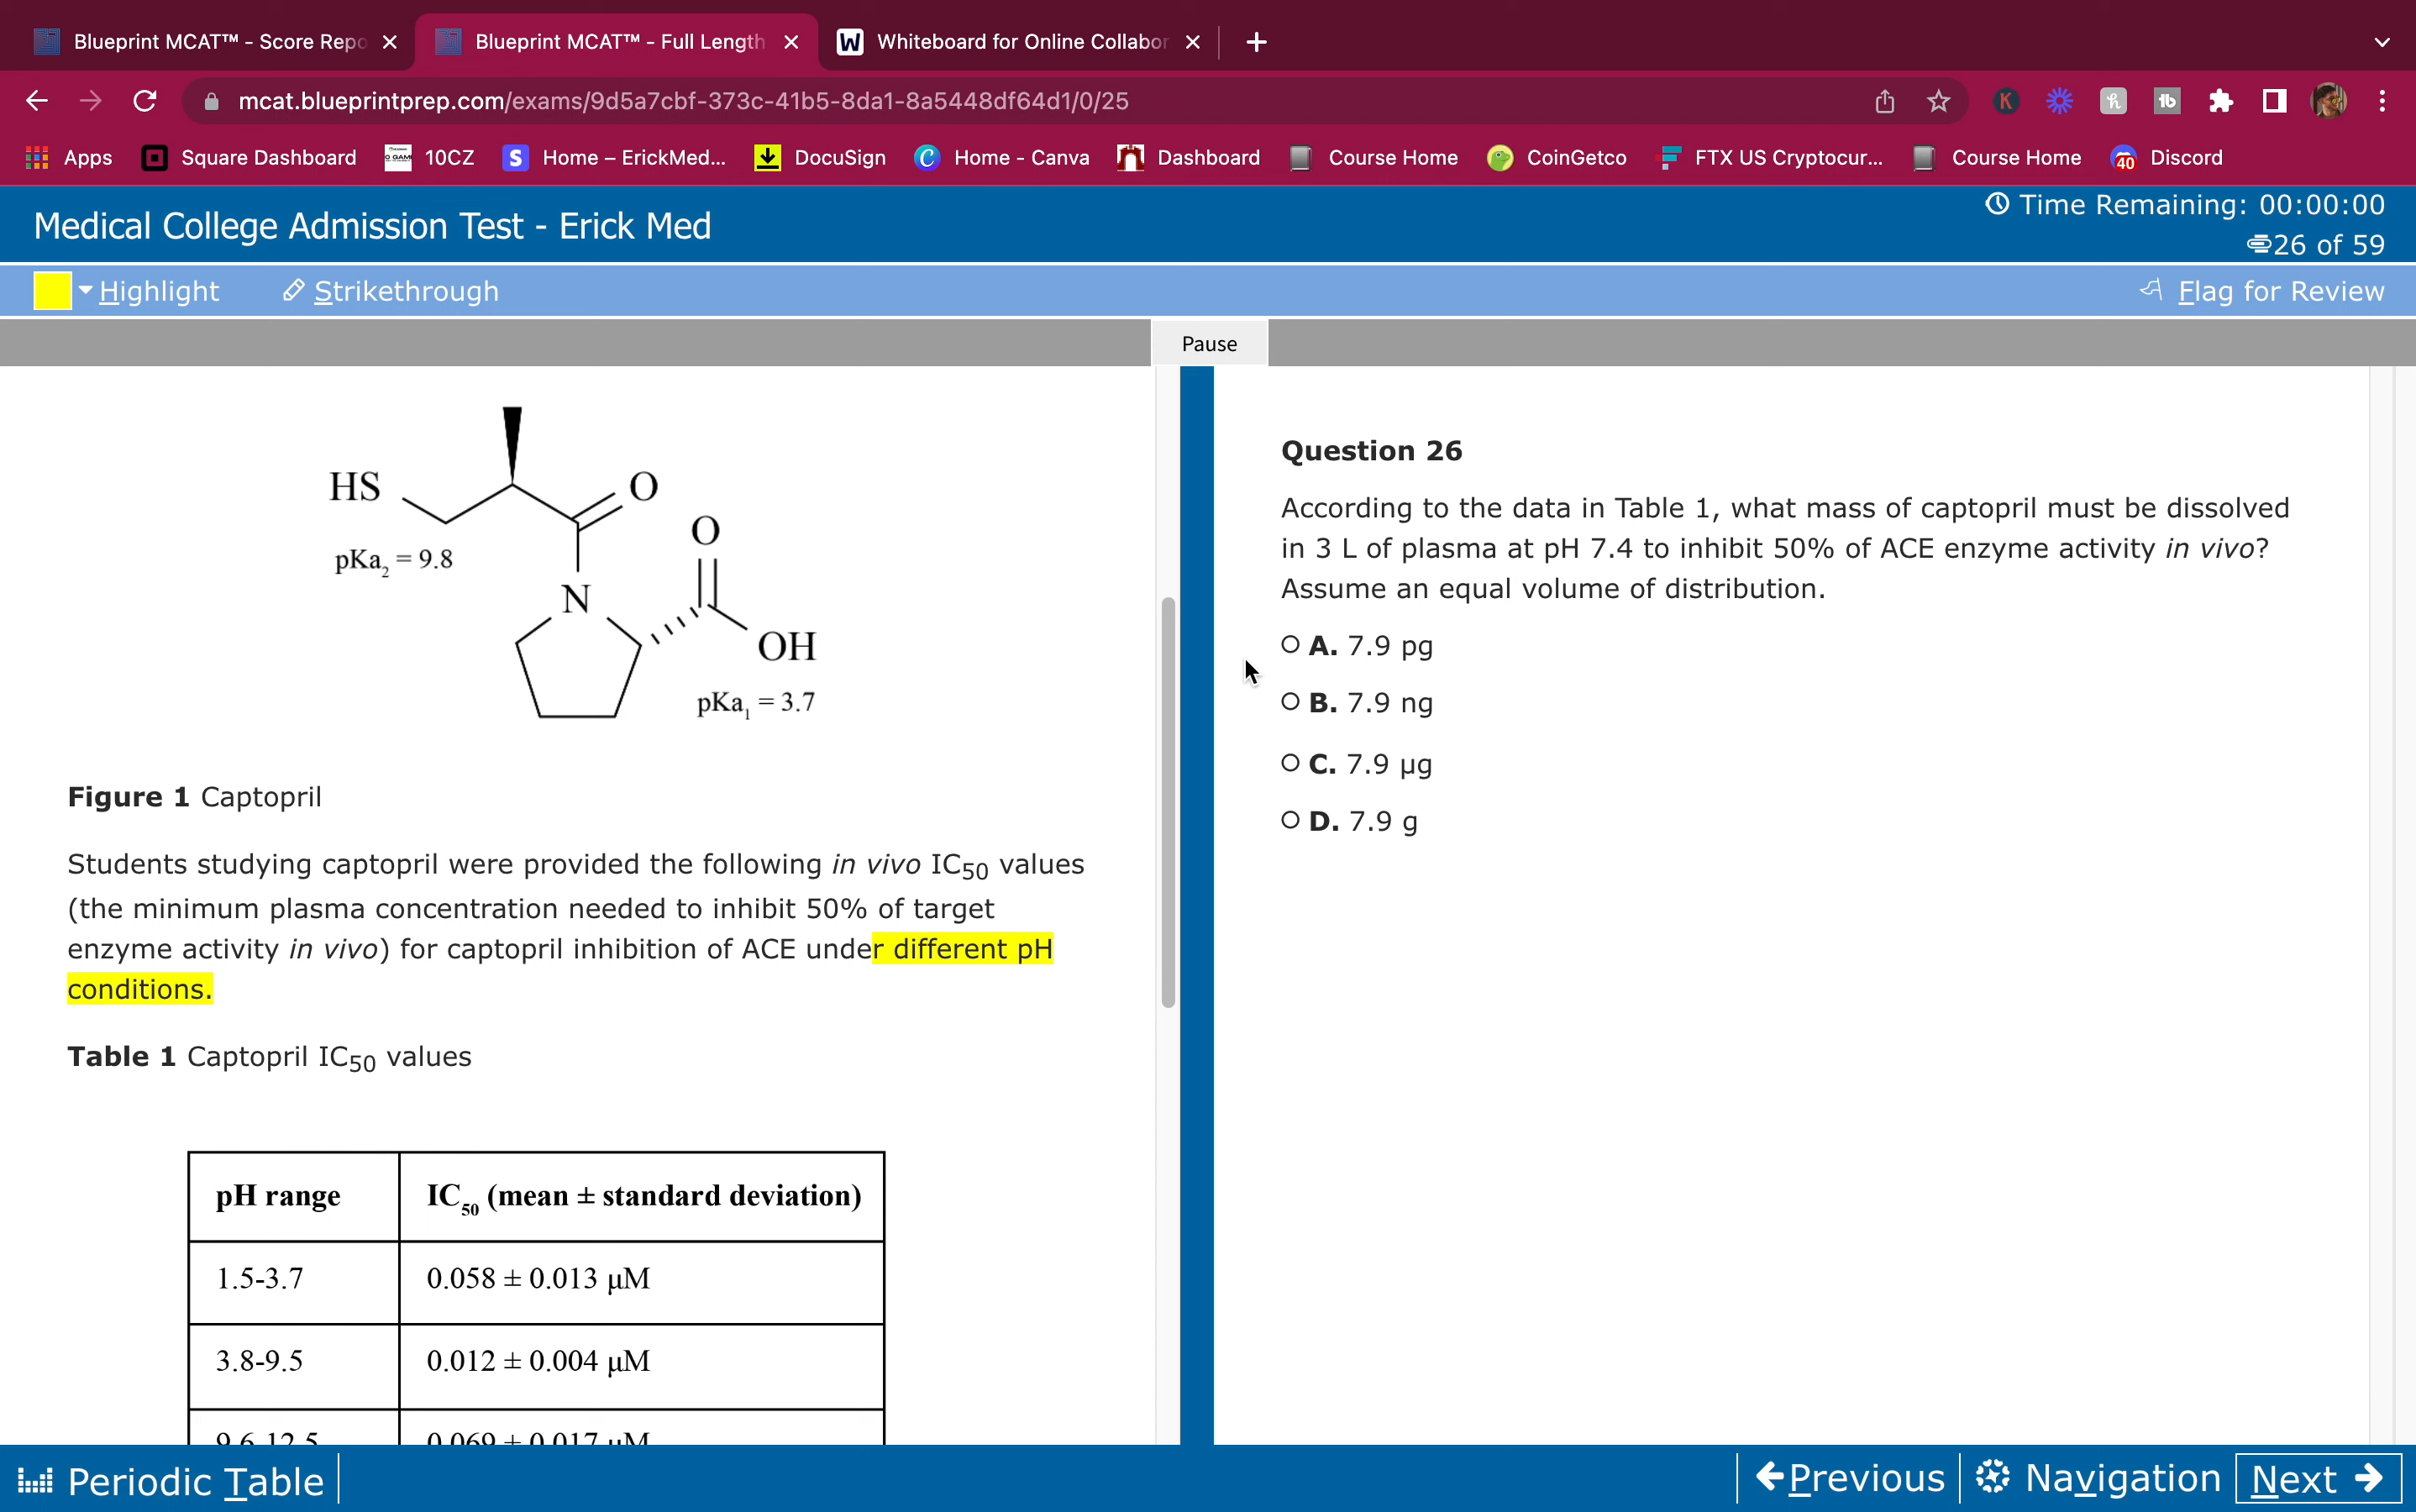 Blueprint MCAT™ - Score Repo
Blueprint MCAT™ - Full Length
W Whiteboard for Online Collabor
mcat.blueprintprep.com/exams/9d5a7cbf-373c-41b5-8da1-8a5448df64d1/0/25
Apps Square Dashboard 10CZ Home – ErickMed... DocuSign Home - Canva Dashboard Course Home CoinGetco FTX US Cryptocur... Course Home 40 Discord
Medical College Admission Test - Erick Med
Time Remaining: 00:00:00
26 of 59
Highlight
Strikethrough
Flag for Review
Pause
HS
O
O
pKa2 = 9.8
N
OH
pKa1 = 3.7
Figure 1 Captopril
Students studying captopril were provided the following in vivo IC50 values
(the minimum plasma concentration needed to inhibit 50% of target
enzyme activity in vivo) for captopril inhibition of ACE under different pH
conditions.
Table 1 Captopril IC50 values
pH range IC50 (mean ± standard deviation)
1.5-3.7 0.058 ± 0.013 μM
3.8-9.5 0.012 ± 0.004 μM
9.6-12.5 0.069 ± 0.017 μM
Question 26
According to the data in Table 1, what mass of captopril must be dissolved
in 3 L of plasma at pH 7.4 to inhibit 50% of ACE enzyme activity in vivo?
Assume an equal volume of distribution.
A. 7.9 pg
B. 7.9 ng
C. 7.9 μg
D. 7.9 g
Periodic Table
Previous
Navigation
Next